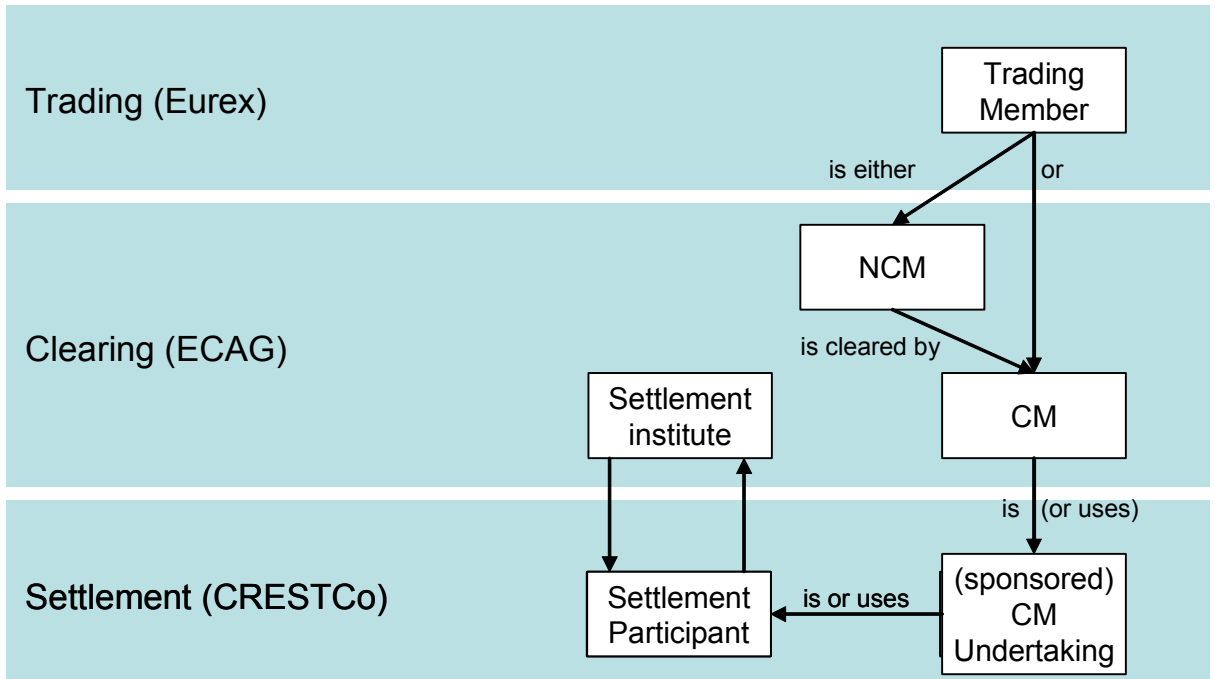 Trading (Eurex)
Trading
Member
is either
or
NCM
Clearing (ECAG)
is cleared by
Settlement
institute
CM
is
(or uses)
Settlement (CRESTCo)
Settlement
Participant
is or uses
(sponsored)
CM
Undertaking